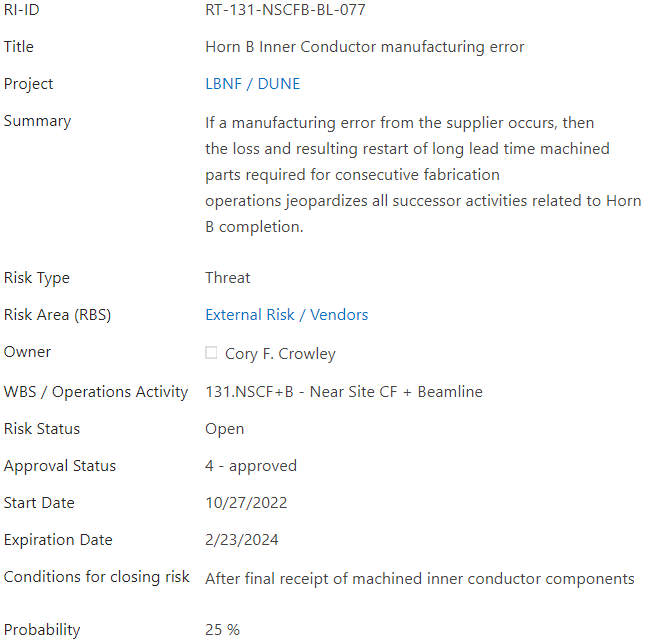 RI-ID RT-131-NSCFB-BL-077
Title Horn B Inner Conductor manufacturing error
Project LBNF / DUNE
Summary If a manufacturing error from the supplier occurs, then
the loss and resulting restart of long lead time machined
parts required for consecutive fabrication
operations jeopardizes all successor activities related to Horn
B completion.
Risk Type Threat
Risk Area (RBS) External Risk / Vendors
Owner Cory F. Crowley
WBS / Operations Activity 131.NSCF+B - Near Site CF + Beamline
Risk Status Open
Approval Status 4 - approved
Start Date 10/27/2022
Expiration Date 2/23/2024
Conditions for closing risk After final receipt of machined inner conductor components
Probability 25 %